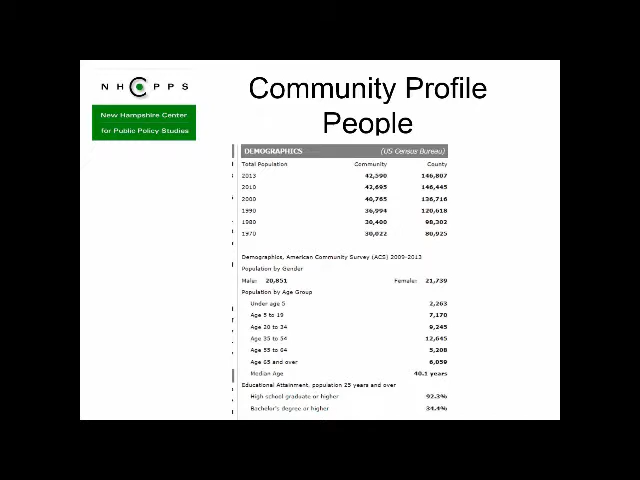 N H C P P S
New Hampshire Center
for Public Policy Studies
Community Profile
People
DEMOGRAPHICS (US Census Bureau)
Total Population Community County
2013 42,590 146,807
2010 42,695 146,445
2000 40,765 136,716
1990 36,994 120,618
1980 30,400 98,302
1970 30,022 80,925
Demographics, American Community Survey (ACS) 2009-2013
Population by Gender
Male: 20,851 Female: 21,739
Population by Age Group
Under age 5 2,263
Age 5 to 19 7,170
Age 20 to 34 9,245
Age 35 to 54 12,645
Age 55 to 64 5,208
Age 65 and over 6,059
Median Age 40.1 years
Educational Attainment, population 25 years and over
High school graduate or higher 92.3%
Bachelor's degree or higher 34.4%